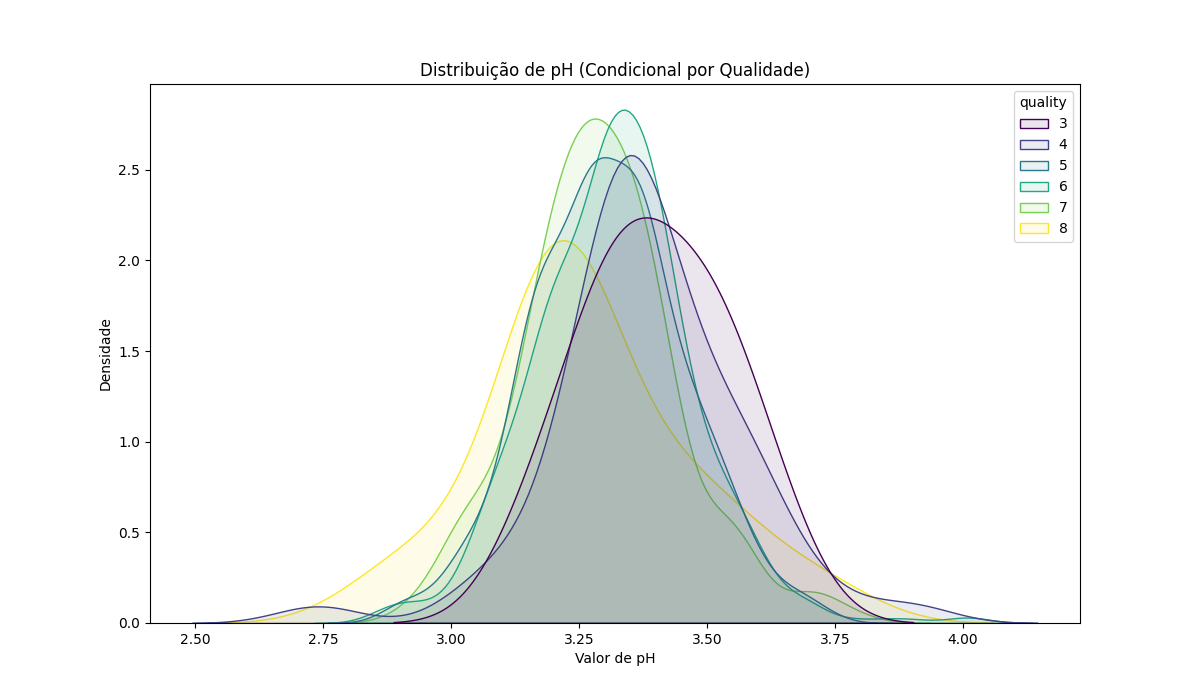 Distribuição de pH (Condicional por Qualidade)
quality
3
4
5
6
7
8
Densidade
2.5
2.0
1.5
1.0
0.5
0.0
2.50 2.75 3.00 3.25 3.50 3.75 4.00
Valor de pH